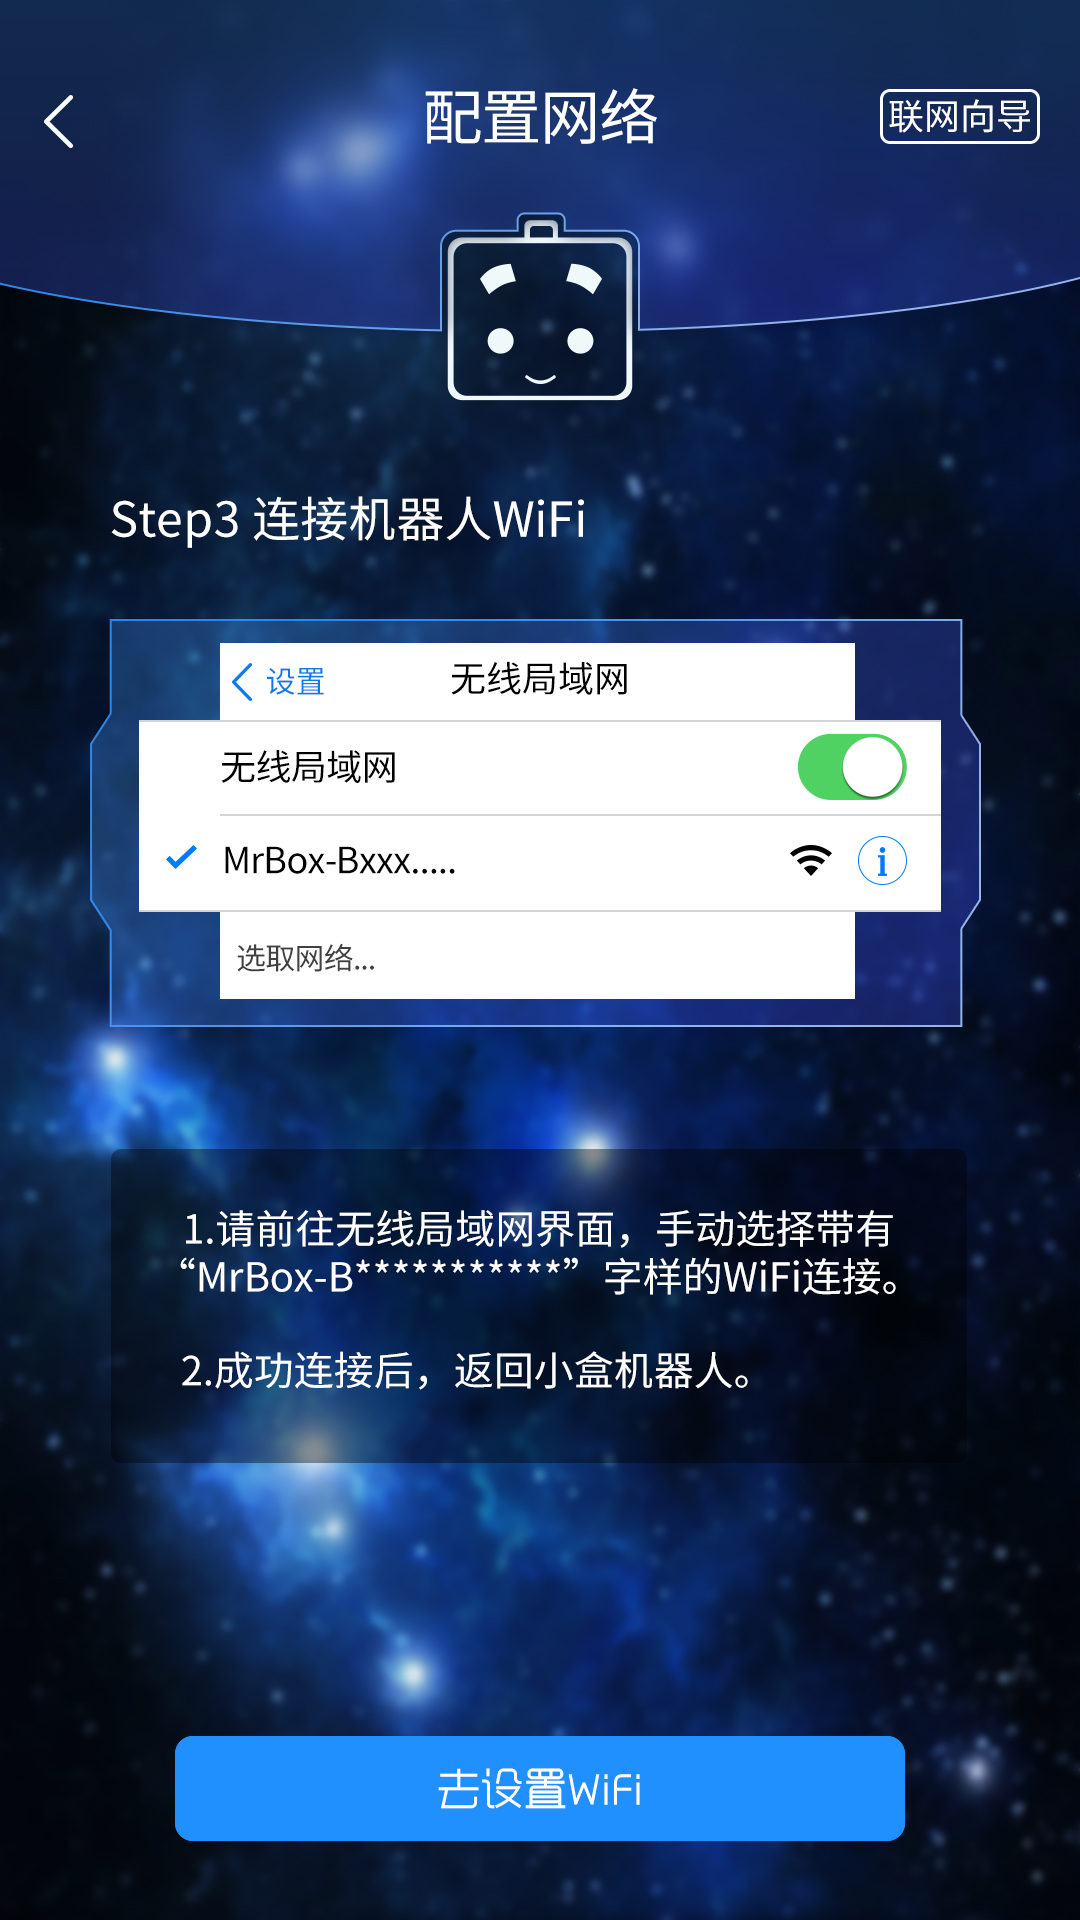 配置网络
联网向导
Step3 连接机器人WiFi
设置
无线局域网
无线局域网
MrBox-Bxxx.....
选取网络...
1.请前往无线局域网界面，手动选择带有
“MrBox-B***********”字样的WiFi连接。
2.成功连接后，返回小盒机器人。
去设置WiFi